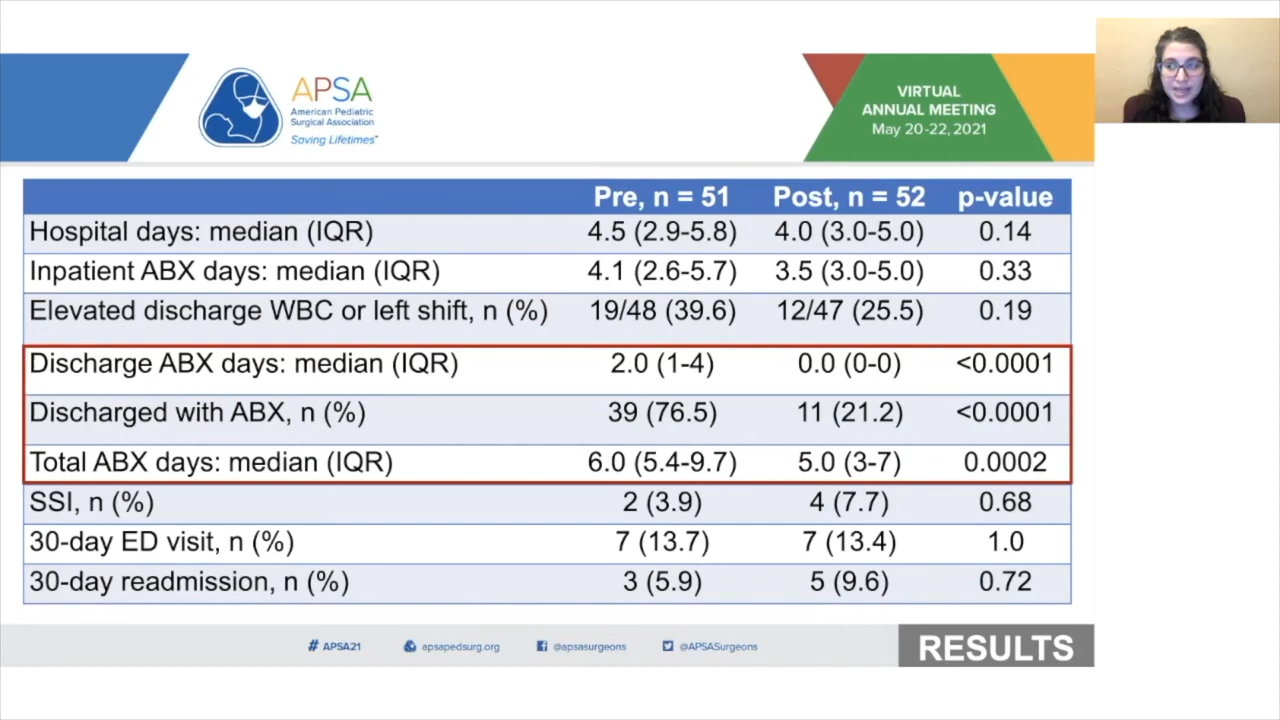 APSA
American Pediatric
Surgical Association
Saving Lifetimes™
VIRTUAL
ANNUAL MEETING
May 20-22, 2021
Pre, n = 51 Post, n = 52 p-value
Hospital days: median (IQR) 4.5 (2.9-5.8) 4.0 (3.0-5.0) 0.14
Inpatient ABX days: median (IQR) 4.1 (2.6-5.7) 3.5 (3.0-5.0) 0.33
Elevated discharge WBC or left shift, n (%) 19/48 (39.6) 12/47 (25.5) 0.19
Discharge ABX days: median (IQR) 2.0 (1-4) 0.0 (0-0) <0.0001
Discharged with ABX, n (%) 39 (76.5) 11 (21.2) <0.0001
Total ABX days: median (IQR) 6.0 (5.4-9.7) 5.0 (3-7) 0.0002
SSI, n (%) 2 (3.9) 4 (7.7) 0.68
30-day ED visit, n (%) 7 (13.7) 7 (13.4) 1.0
30-day readmission, n (%) 3 (5.9) 5 (9.6) 0.72
# APSA21 apsapedsurg.org @apsasurgeons @APSASurgeons
RESULTS